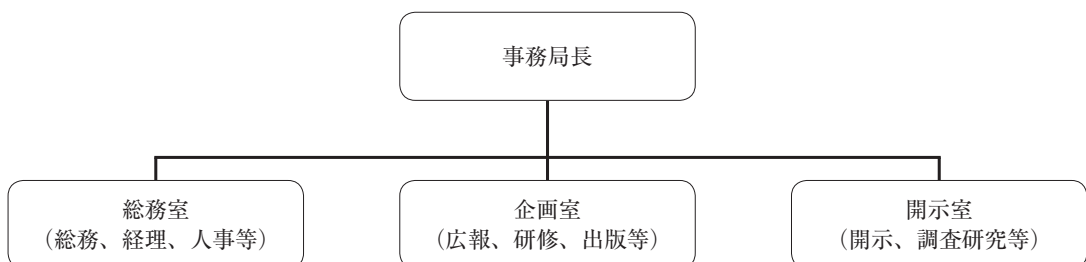 事務局長
総務室
（総務、経理、人事等）
企画室
（広報、研修、出版等）
開示室
（開示、調査研究等）